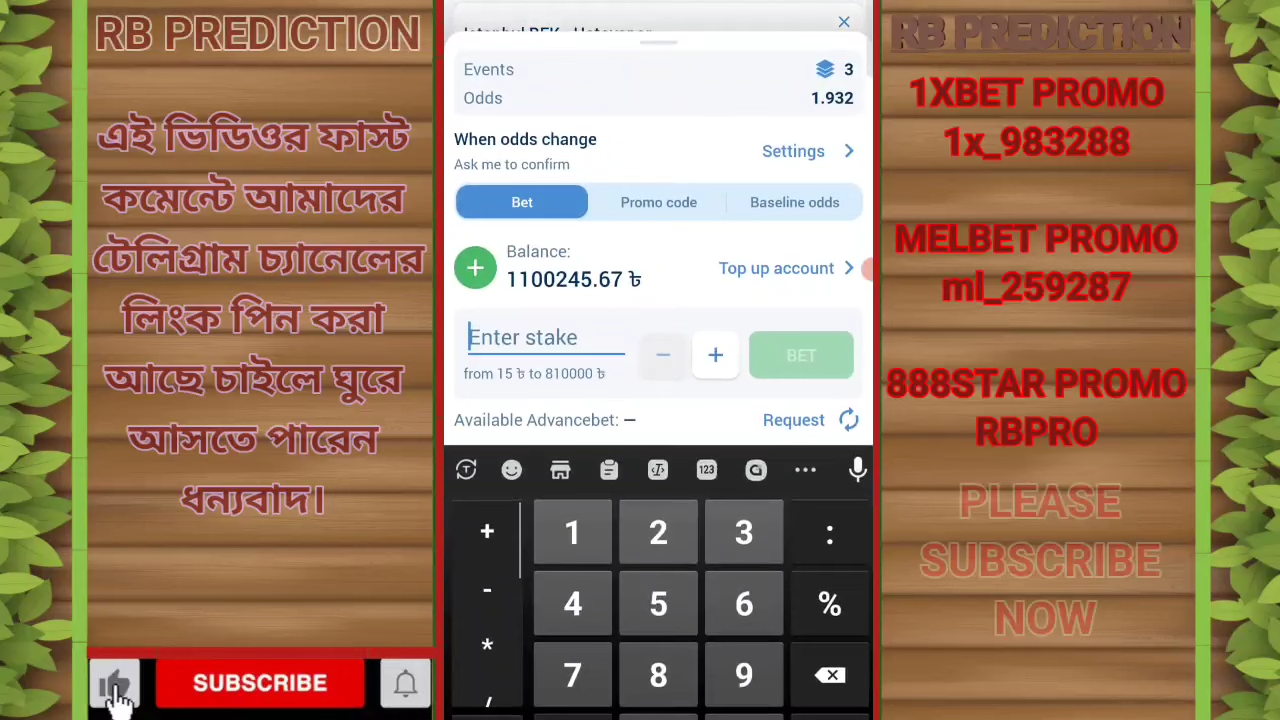 RB PREDICTION
এই ভিডিওর ফাস্ট
কমেন্টে আমাদের
টেলিগ্রাম চ্যানেলের
লিংক পিন করা
আছে চাইলে ঘুরে
আসতে পারেন
ধন্যবাদ।
SUBSCRIBE
Events 3
Odds 1.932
When odds change
Ask me to confirm
Settings
Bet Promo code Baseline odds
Balance:
1100245.67 ৳
Top up account
Enter stake
from 15 ৳ to 810000 ৳
BET
Available Advancebet: –
Request
123
+ 1 2 3 :
- 4 5 6 %
* 7 8 9
/
RB PREDICTION
1XBET PROMO
1x_983288
MELBET PROMO
ml_259287
888STAR PROMO
RBPRO
PLEASE
SUBSCRIBE
NOW